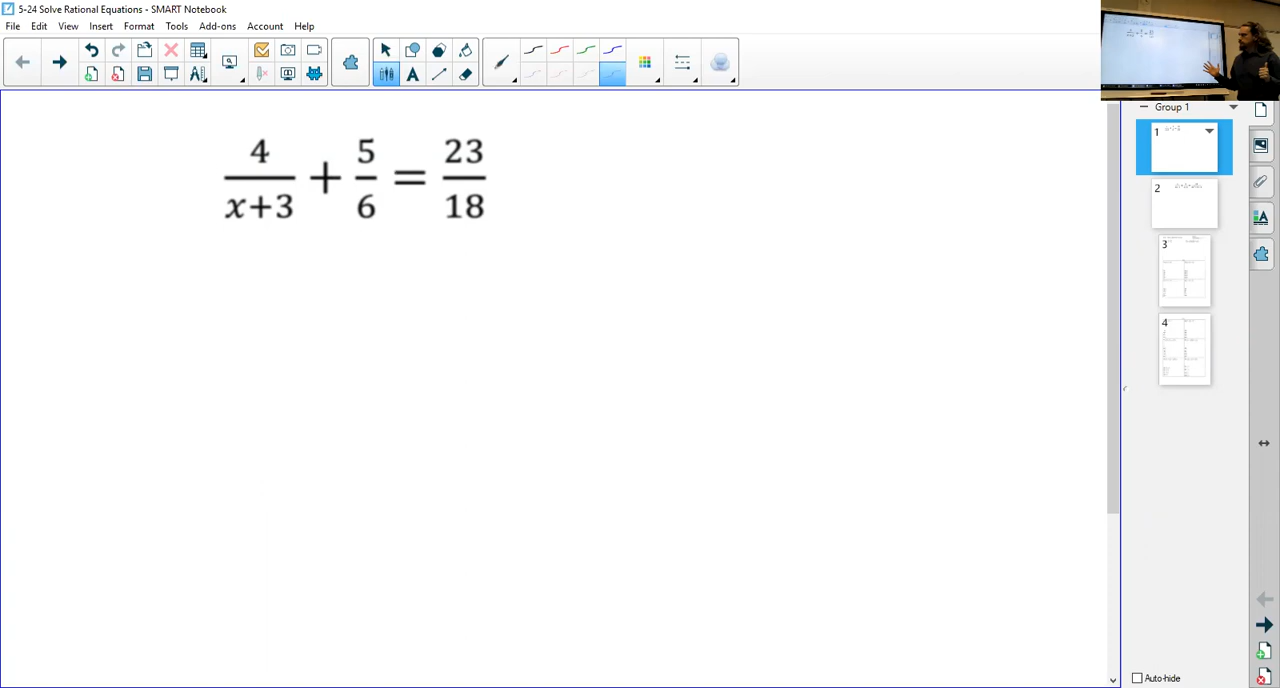 5-24 Solve Rational Equations - SMART Notebook
File Edit View Insert Format Tools Add-ons Account Help
Group 1
4/(x+3) + 5/6 = 23/18
1
2
3
4
Auto-hide